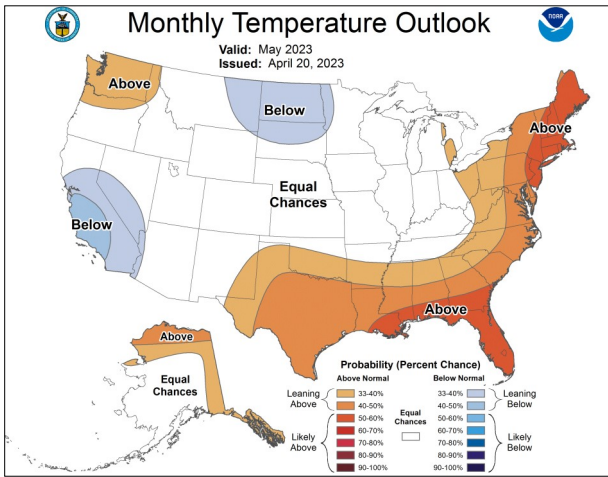 Monthly Temperature Outlook
NOAA
Valid: May 2023
Issued: April 20, 2023
Above
Below
Above
Equal
Chances
Below
Above
Above
Equal
Chances
Probability (Percent Chance)
Above Normal Below Normal
Leaning
Above
33-40%
40-50%
Likely
Above
50-60%
60-70%
70-80%
80-90%
90-100%
Equal
Chances
33-40%
40-50%
Leaning
Below
50-60%
60-70%
70-80%
80-90%
90-100%
Likely
Below